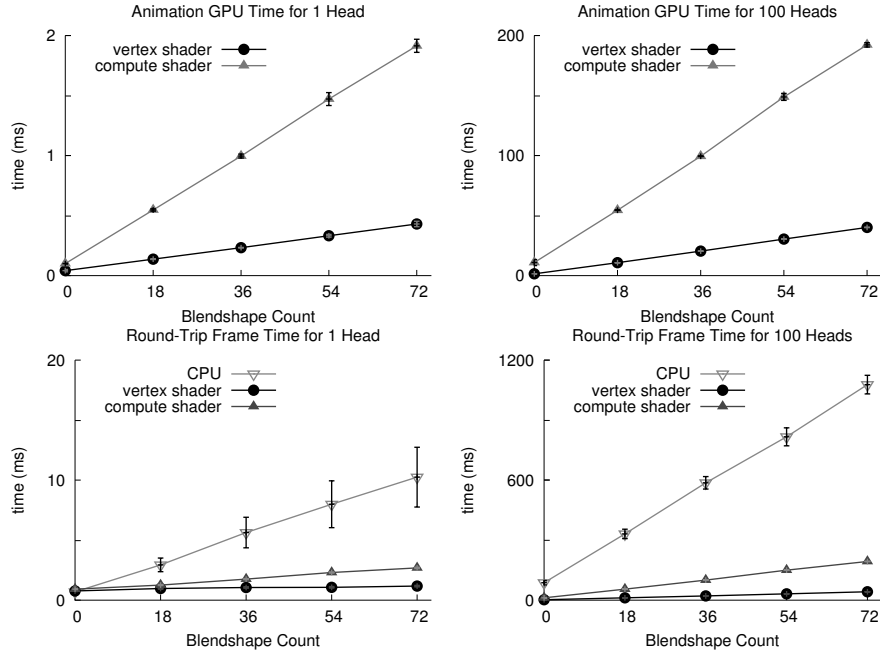 Animation GPU Time for 1 Head
time (ms)
2
1
0
vertex shader
compute shader
0 18 36 54 72
Blendshape Count
Animation GPU Time for 100 Heads
time (ms)
200
100
0
vertex shader
compute shader
0 18 36 54 72
Blendshape Count
Round-Trip Frame Time for 1 Head
time (ms)
20
10
0
CPU
vertex shader
compute shader
0 18 36 54 72
Blendshape Count
Round-Trip Frame Time for 100 Heads
time (ms)
1200
600
0
CPU
vertex shader
compute shader
0 18 36 54 72
Blendshape Count